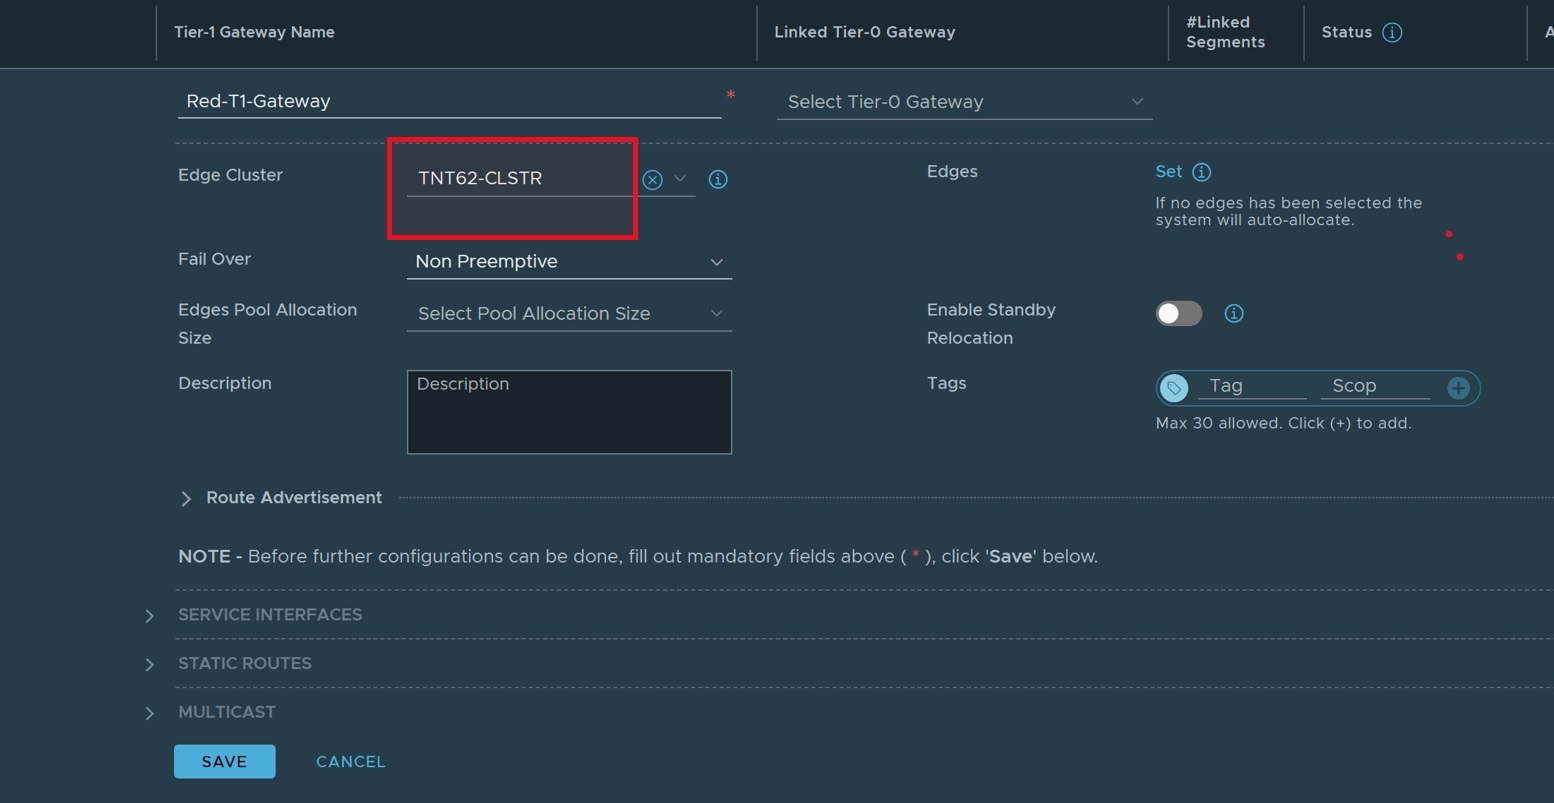 Tier-1 Gateway Name
Linked Tier-0 Gateway
#Linked
Segments
Status
A
Red-T1-Gateway *
Select Tier-0 Gateway
Edge Cluster
TNT62-CLSTR
Edges
Set
If no edges has been selected the
system will auto-allocate.
Fail Over
Non Preemptive
Edges Pool Allocation
Size
Select Pool Allocation Size
Enable Standby
Relocation
Description
Description
Tags
Tag
Scop
Max 30 allowed. Click (+) to add.
Route Advertisement
NOTE - Before further configurations can be done, fill out mandatory fields above ( * ), click 'Save' below.
SERVICE INTERFACES
STATIC ROUTES
MULTICAST
SAVE
CANCEL